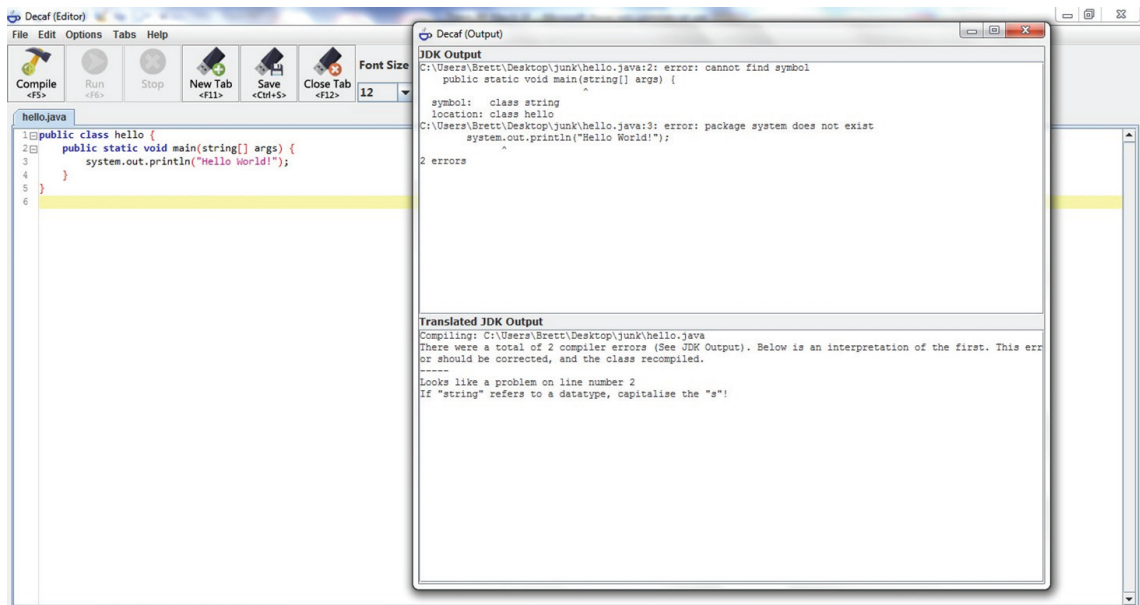 Decaf (Editor)
File Edit Options Tabs Help
Compile
<F5>
Run
<F6>
Stop
New Tab
<F11>
Save
<Ctrl+S>
Close Tab
<F12>
Font Size
12
hello.java
1 public class hello {
2 public static void main(string[] args) {
3 system.out.println("Hello World!");
4 }
5 }
6
Decaf (Output)
JDK Output
C:\Users\Brett\Desktop\junk\hello.java:2: error: cannot find symbol
public static void main(string[] args) {
^
symbol: class string
location: class hello
C:\Users\Brett\Desktop\junk\hello.java:3: error: package system does not exist
system.out.println("Hello World!");
^
2 errors
Translated JDK Output
Compiling: C:\Users\Brett\Desktop\junk\hello.java
There were a total of 2 compiler errors (See JDK Output). Below is an interpretation of the first. This err
or should be corrected, and the class recompiled.
-----
Looks like a problem on line number 2
If "string" refers to a datatype, capitalise the "s"!